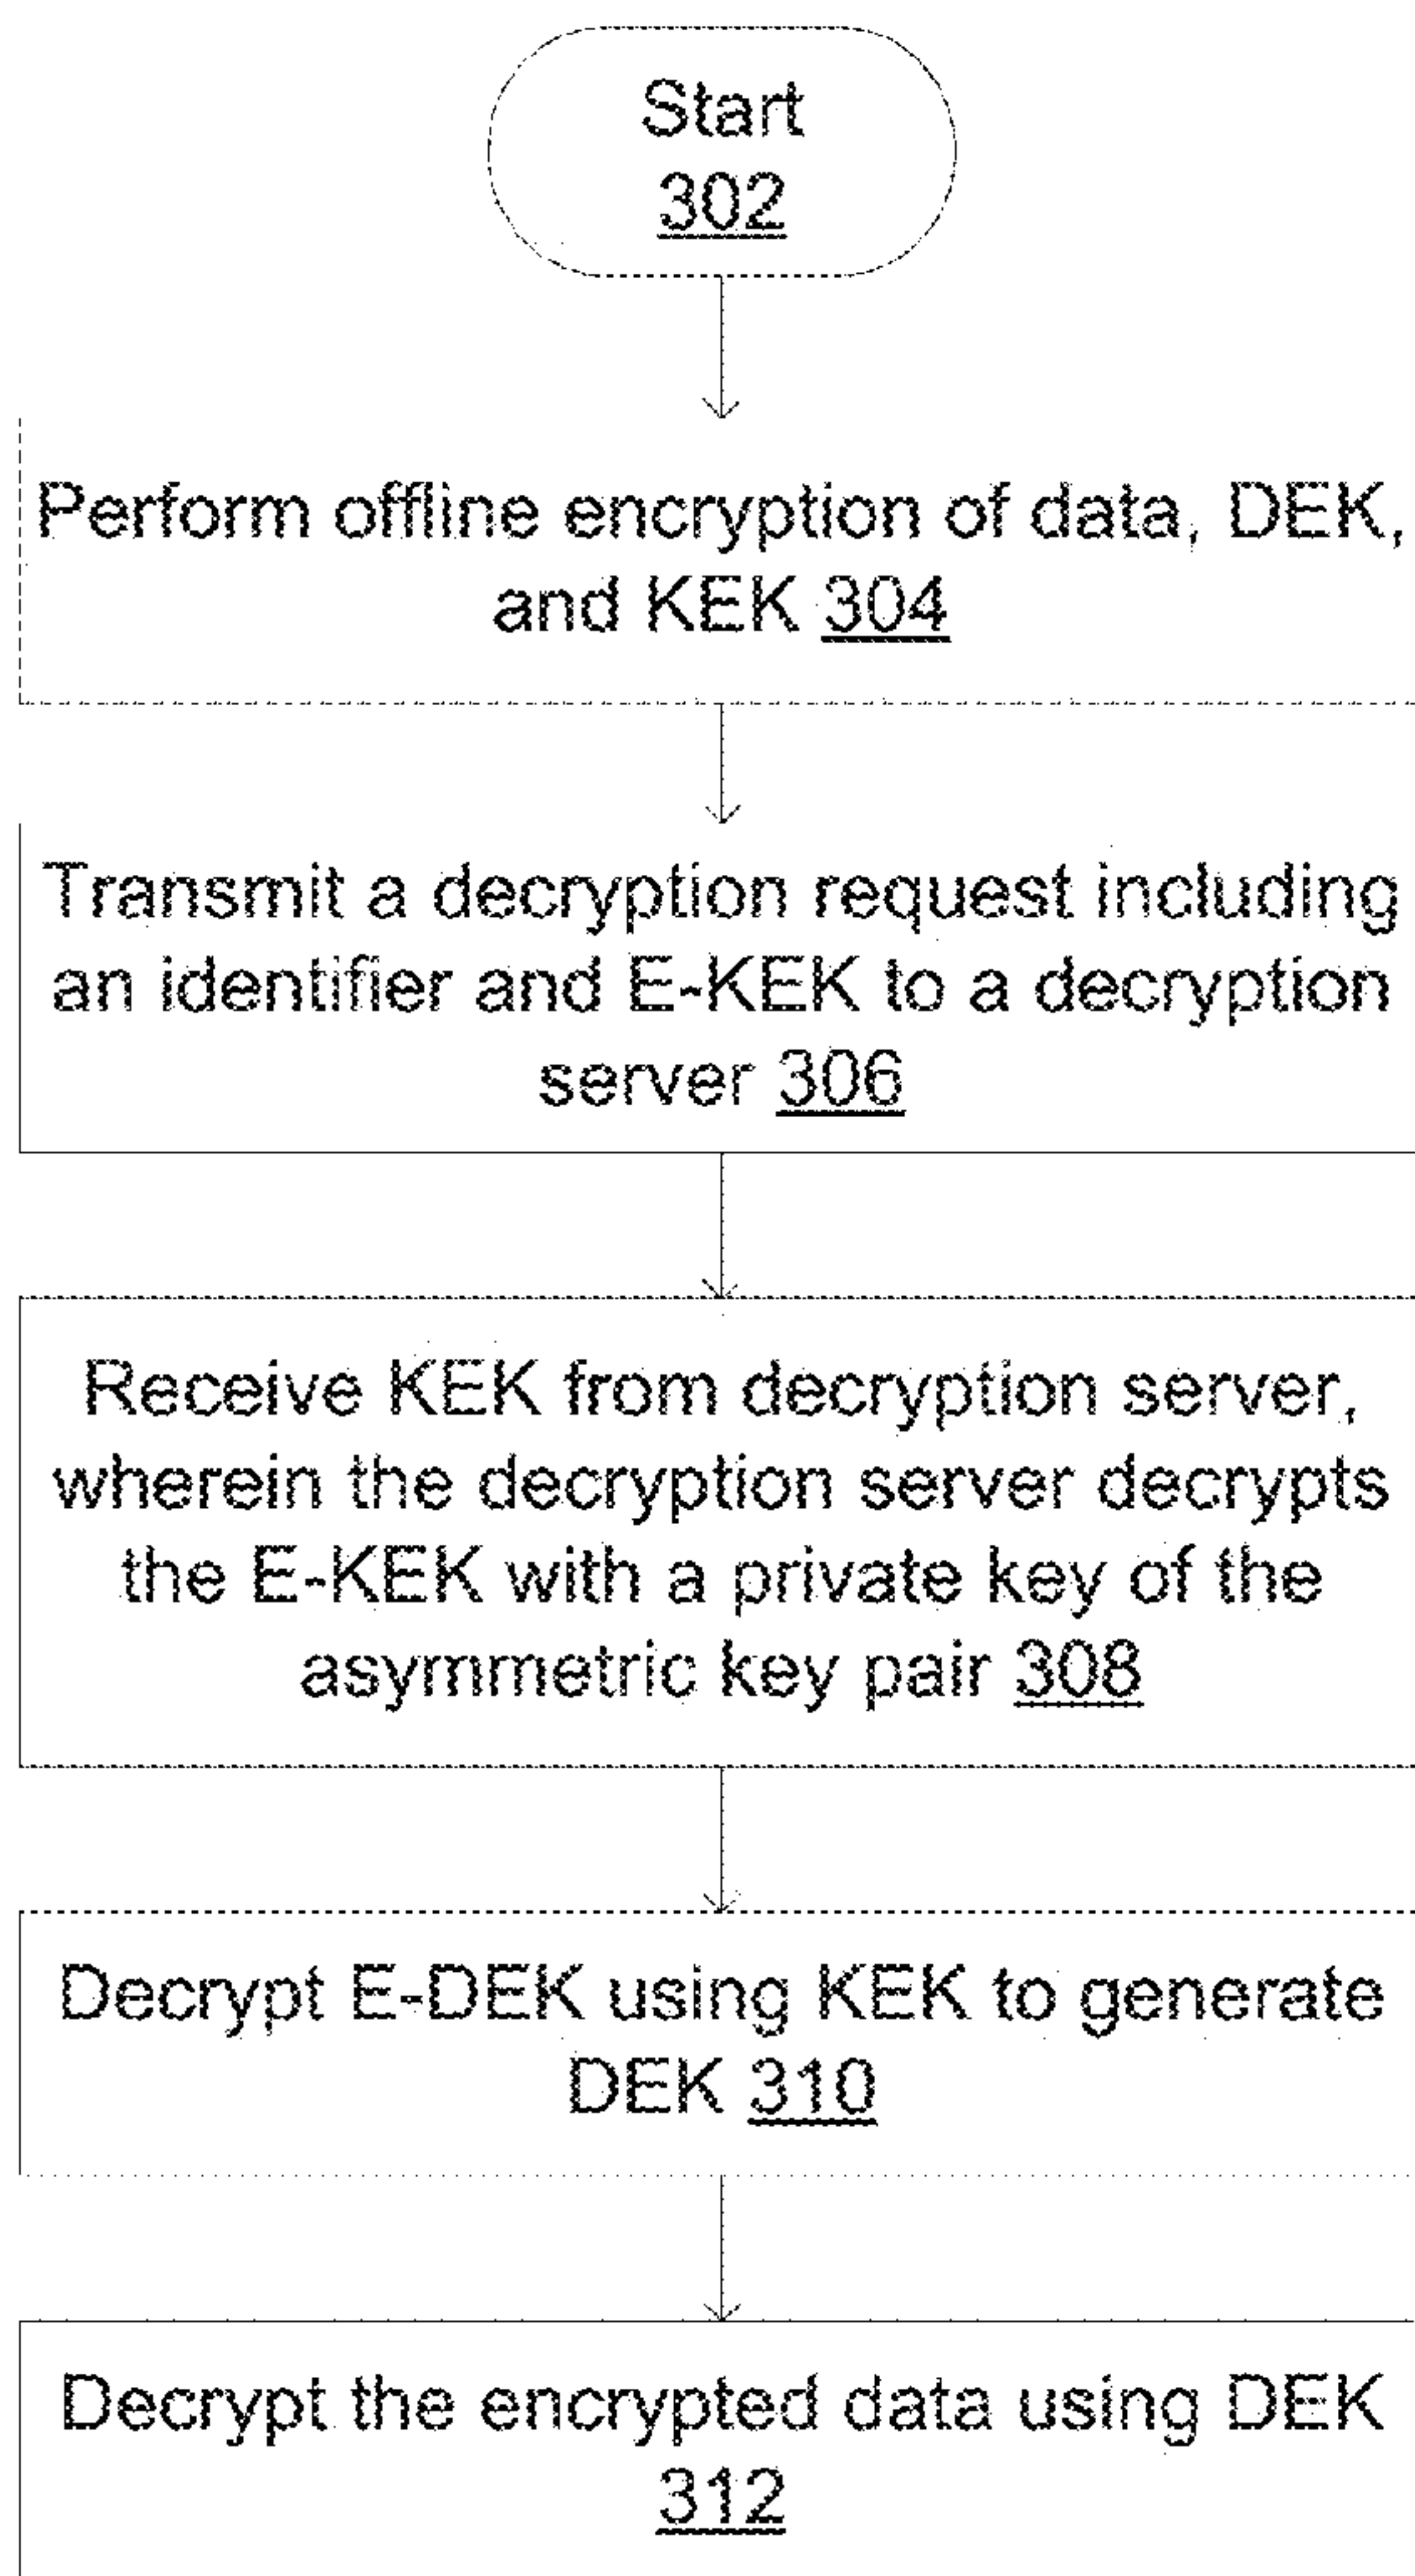 Start
302
Perform offline encryption of data, DEK,
and KEK 304
Transmit a decryption request including
an identifier and E-KEK to a decryption
server 306
Receive KEK from decryption server,
wherein the decryption server decrypts
the E-KEK with a private key of the
asymmetric key pair 308
Decrypt E-DEK using KEK to generate
DEK 310
Decrypt the encrypted data using DEK
312